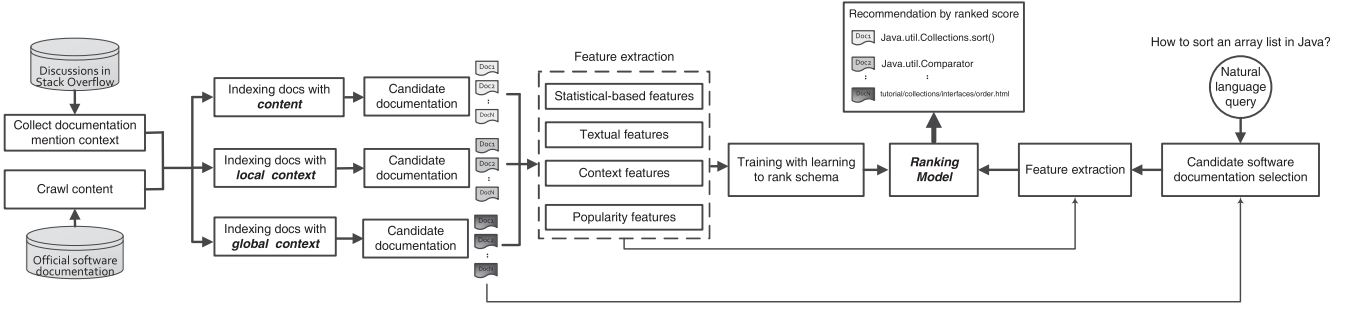 Discussions in
Stack Overflow
Collect documentation
mention context
Crawl content
Official software
documentation
Indexing docs with
content
Indexing docs with
local context
Indexing docs with
global context
Candidate
documentation
Candidate
documentation
Candidate
documentation
Doc1
Doc2
:
DocN
Doc1
Doc2
:
DocN
Doc1
Doc2
:
DocN
Feature extraction
Statistical-based features
Textual features
Context features
Popularity features
Training with learning
to rank schema
Recommendation by ranked score
Doc1 Java.util.Collections.sort()
Doc2 Java.util.Comparator
: :
DocN tutorial/collections/interfaces/order.html
Ranking
Model
Feature extraction
How to sort an array list in Java?
Natural
language
query
Candidate software
documentation selection